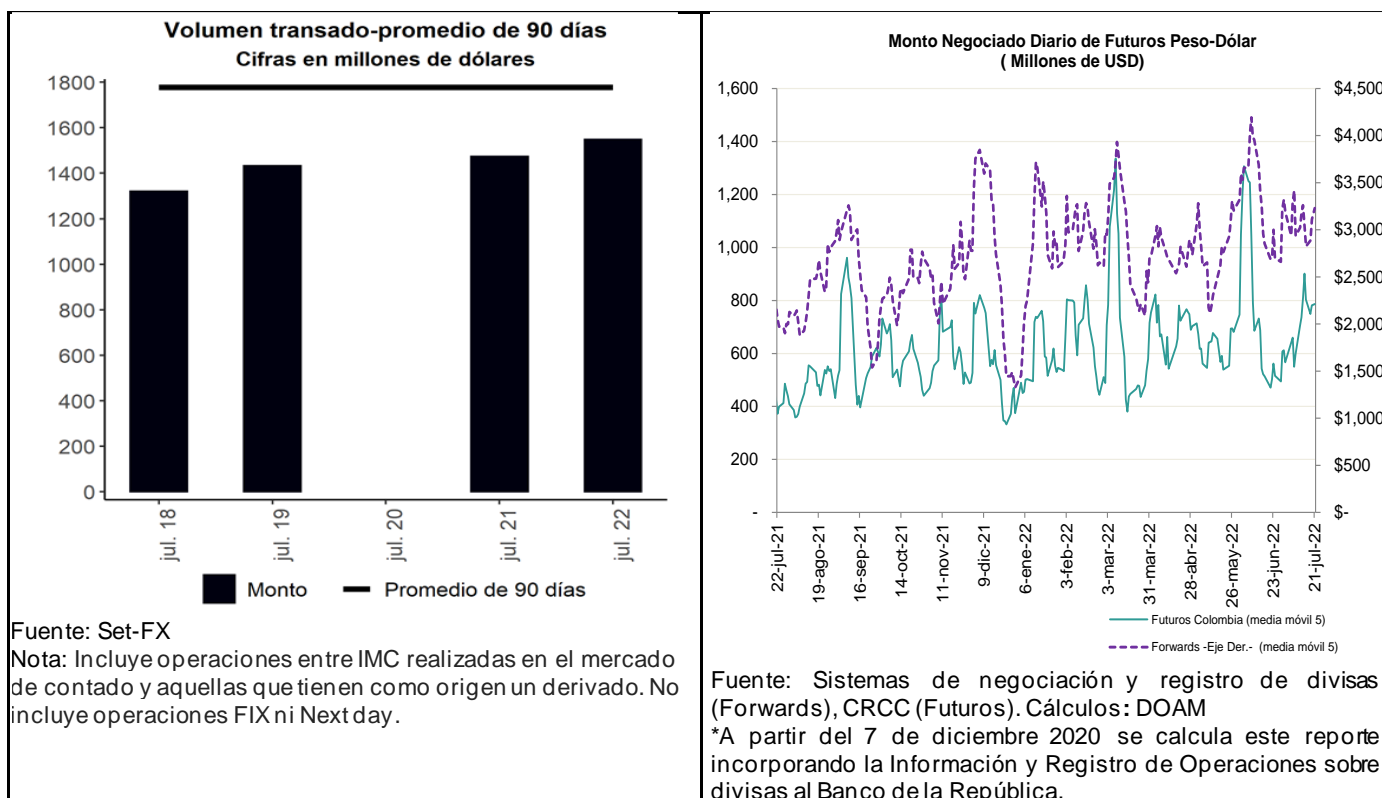 Volumen transado-promedio de 90 días
Cifras en millones de dólares
1800
1600
1400
1200
1000
800
600
400
200
0
jul. 18
jul. 19
jul. 20
jul. 21
jul. 22
Monto
Promedio de 90 días
Fuente: Set-FX
Nota: Incluye operaciones entre IMC realizadas en el mercado
de contado y aquellas que tienen como origen un derivado. No
incluye operaciones FIX ni Next day.
Monto Negociado Diario de Futuros Peso-Dólar
( Millones de USD)
1,600
1,400
1,200
1,000
800
600
400
200
-
$4,500
$4,000
$3,500
$3,000
$2,500
$2,000
$1,500
$1,000
$500
$-
22-jul-21
19-ago-21
16-sep-21
14-oct-21
11-nov-21
9-dic-21
6-ene-22
3-feb-22
3-mar-22
31-mar-22
28-abr-22
26-may-22
23-jun-22
21-jul-22
Futuros Colombia (media móvil 5)
Forwards -Eje Der.- (media móvil 5)
Fuente: Sistemas de negociación y registro de divisas
(Forwards), CRCC (Futuros). Cálculos: DOAM
*A partir del 7 de diciembre 2020 se calcula este reporte
incorporando la Información y Registro de Operaciones sobre
divisas al Banco de la República.